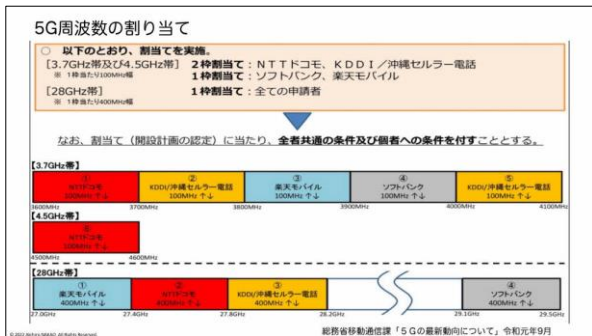 5G周波数の割り当て
○ 以下のとおり、割当てを実施。
[3.7GHz帯及び4.5GHz帯] 2枠割当て：ＮＴＴドコモ、ＫＤＤＩ／沖縄セルラー電話
※ 1枠当たり100MHz幅 1枠割当て：ソフトバンク、楽天モバイル
[28GHz帯] 1枠割当て：全ての申請者
※ 1枠当たり400MHz幅
なお、割当て（開設計画の認定）に当たり、全者共通の条件及び個者への条件を付すこととする。
【3.7GHz帯】
① ② ③ ④ ⑤
NTTドコモ KDDI/沖縄セルラー電話 楽天モバイル ソフトバンク KDDI/沖縄セルラー電話
100MHz ↑↓ 100MHz ↑↓ 100MHz ↑↓ 100MHz ↑↓ 100MHz ↑↓
3600MHz 3700MHz 3800MHz 3900MHz 4000MHz 4100MHz
【4.5GHz帯】
⑥
NTTドコモ
100MHz ↑↓
4500MHz 4600MHz
【28GHz帯】
① ② ③ ④
楽天モバイル NTTドコモ KDDI/沖縄セルラー電話 ソフトバンク
400MHz ↑↓ 400MHz ↑↓ 400MHz ↑↓ 400MHz ↑↓
27.0GHz 27.4GHz 27.8GHz 28.2GHz 29.1GHz 29.5GHz
総務省移動通信課「５Ｇの最新動向について」令和元年9月